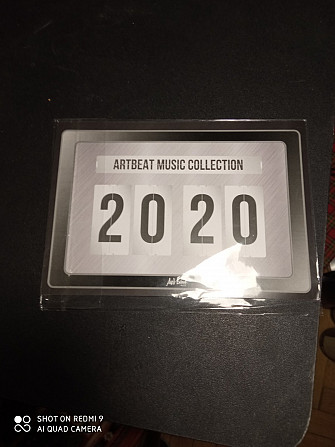 ARTBEAT MUSIC COLLECTION
2020
SHOT ON REDMI 9
AI QUAD CAMERA